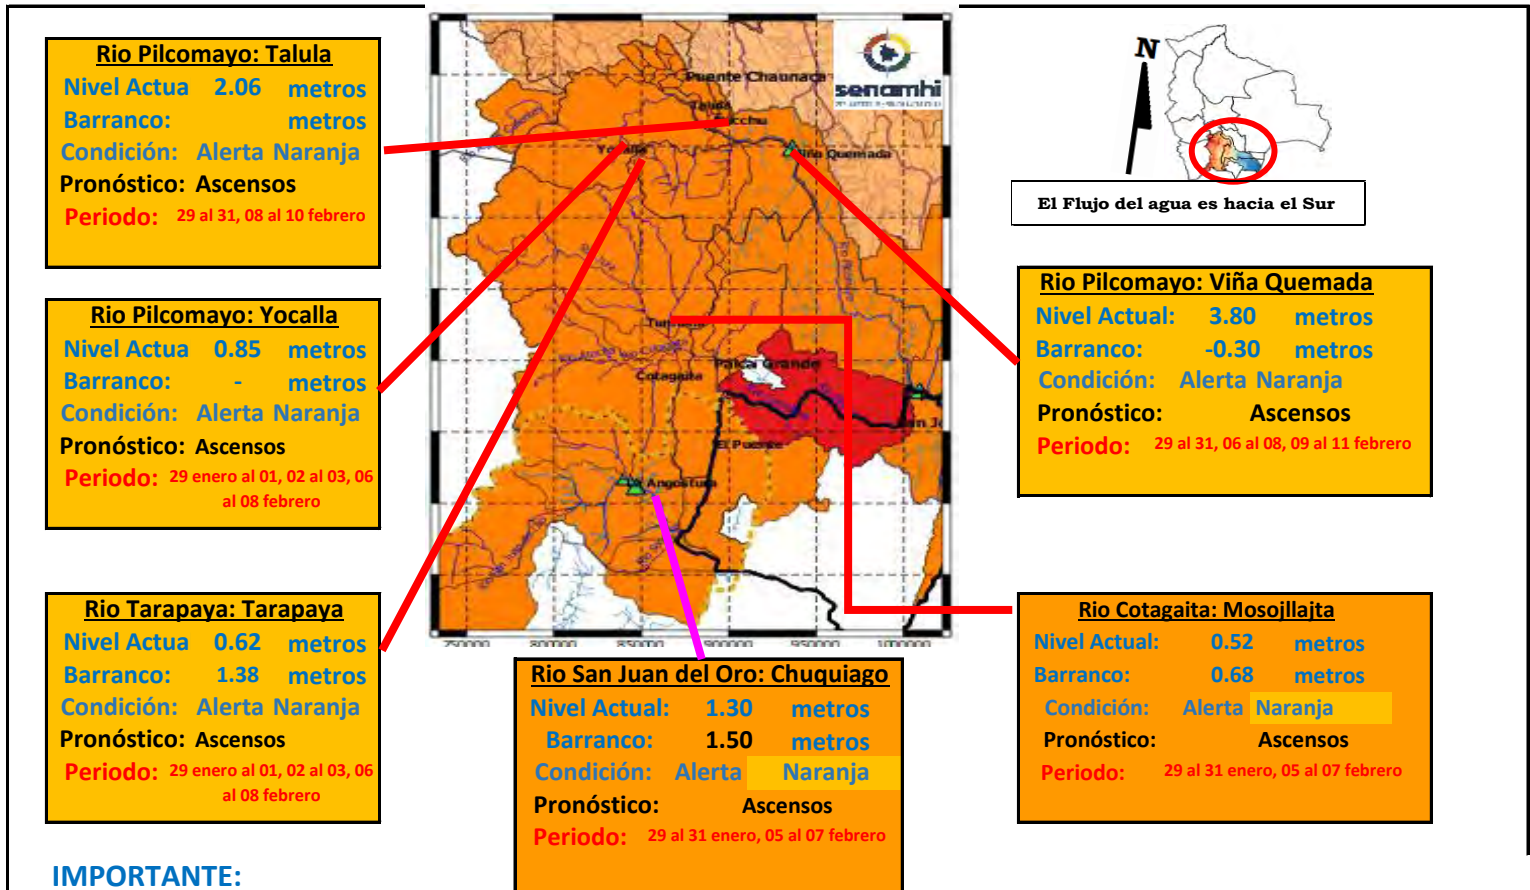 Rio Pilcomayo: Talula
Nivel Actua 2.06 metros
Barranco: metros
Condición: Alerta Naranja
Pronóstico: Ascensos
Periodo: 29 al 31, 08 al 10 febrero
Rio Pilcomayo: Yocalla
Nivel Actua 0.85 metros
Barranco: - metros
Condición: Alerta Naranja
Pronóstico: Ascensos
Periodo: 29 enero al 01, 02 al 03, 06
al 08 febrero
Rio Tarapaya: Tarapaya
Nivel Actua 0.62 metros
Barranco: 1.38 metros
Condición: Alerta Naranja
Pronóstico: Ascensos
Periodo: 29 enero al 01, 02 al 03, 06
al 08 febrero
senamhi
Puente Chaunaca
Talula
Yocalla
Viña Quemada
Tumusla
Cotagaita
Palca Grande
El Puente
Angostura
750000 800000 850000 900000 950000 1000000
N
El Flujo del agua es hacia el Sur
Rio Pilcomayo: Viña Quemada
Nivel Actual: 3.80 metros
Barranco: -0.30 metros
Condición: Alerta Naranja
Pronóstico: Ascensos
Periodo: 29 al 31, 06 al 08, 09 al 11 febrero
Rio San Juan del Oro: Chuquiago
Nivel Actual: 1.30 metros
Barranco: 1.50 metros
Condición: Alerta Naranja
Pronóstico: Ascensos
Periodo: 29 al 31 enero, 05 al 07 febrero
Rio Cotagaita: Mosojllajta
Nivel Actual: 0.52 metros
Barranco: 0.68 metros
Condición: Alerta Naranja
Pronóstico: Ascensos
Periodo: 29 al 31 enero, 05 al 07 febrero
IMPORTANTE: